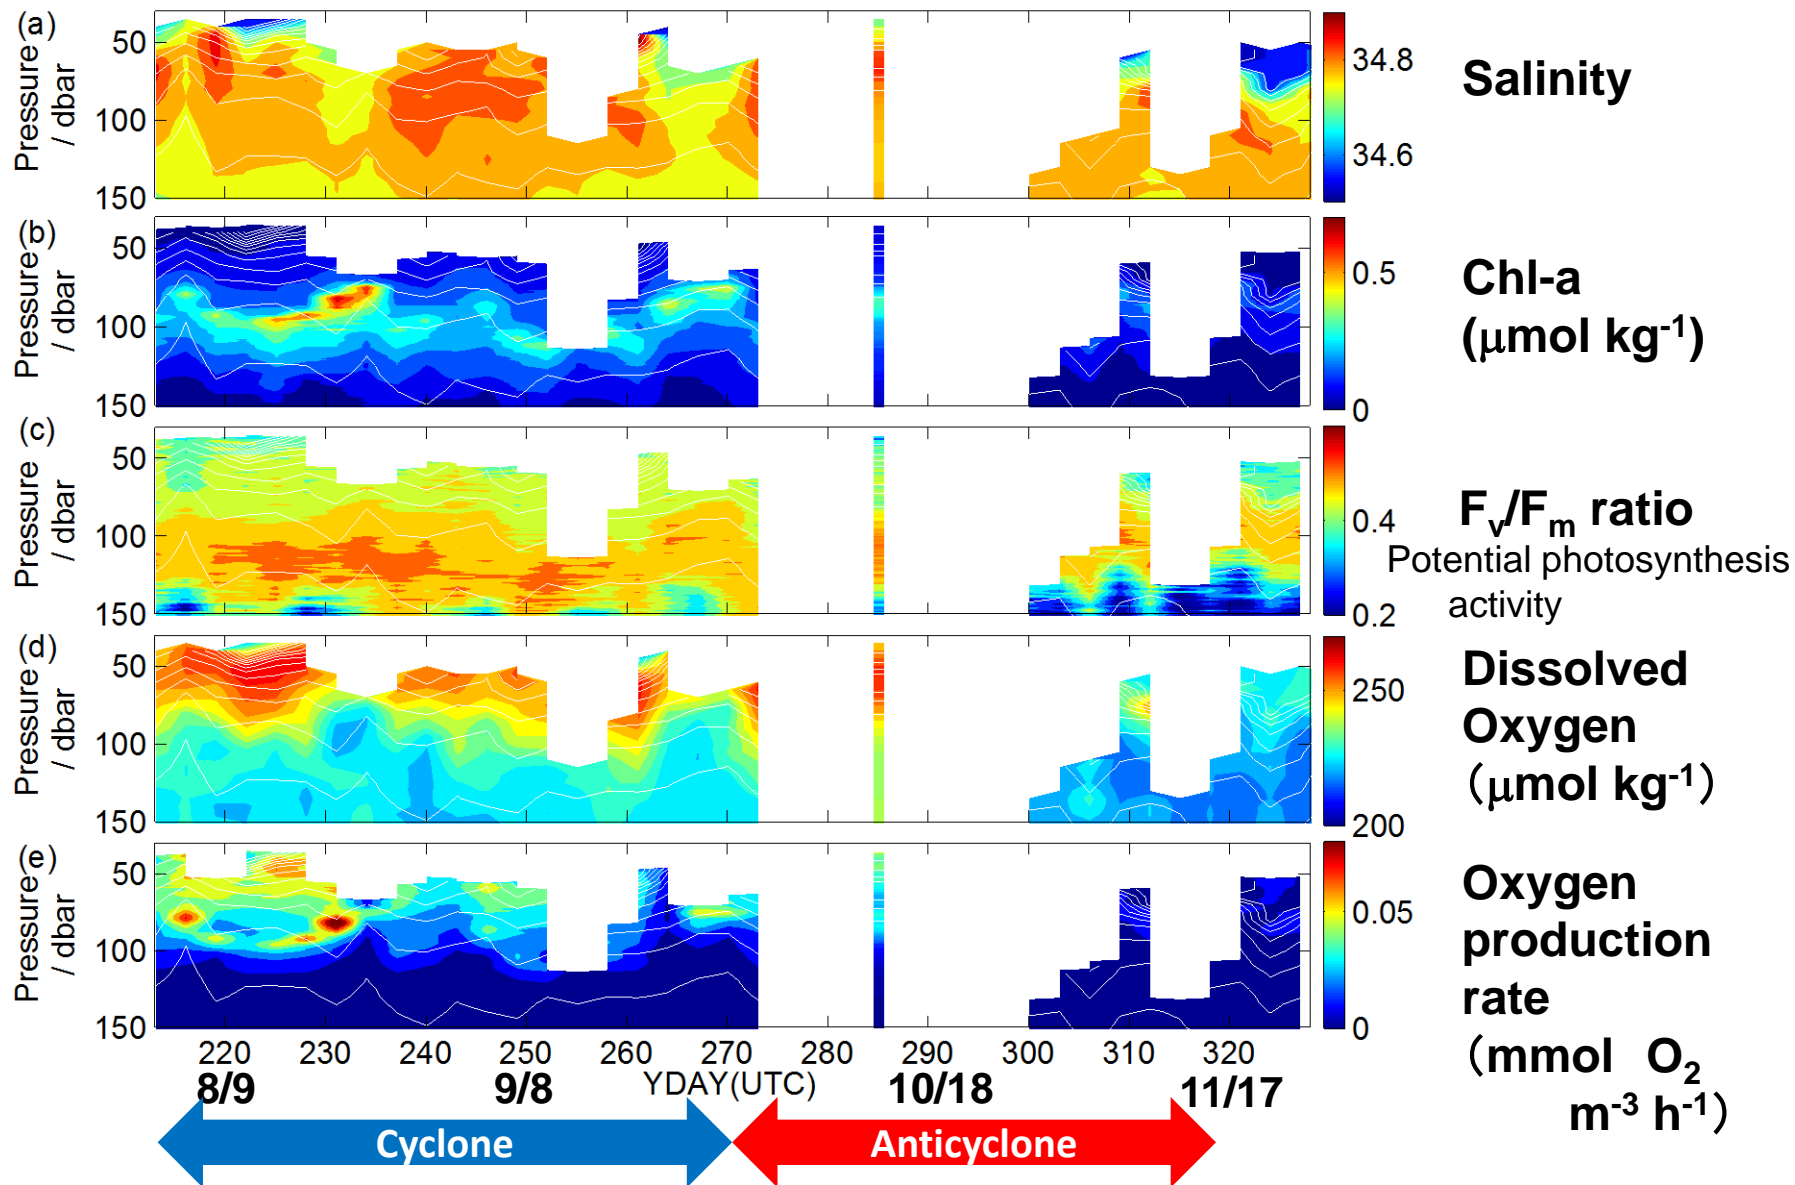 (a)
Pressure
/ dbar
50
100
150
34.8
34.6
Salinity
(b)
Pressure
/ dbar
50
100
150
0.5
0
Chl-a
(μmol kg⁻¹)
(c)
Pressure
/ dbar
50
100
150
0.4
0.2
Fᵥ/Fₘ ratio
Potential photosynthesis
activity
(d)
Pressure
/ dbar
50
100
150
250
200
Dissolved
Oxygen
（μmol kg⁻¹）
(e)
Pressure
/ dbar
50
100
150
0.05
0
Oxygen
production
rate
（mmol O₂
m⁻³ h⁻¹）
220 230 240 250 260 270 280 290 300 310 320
YDAY(UTC)
8/9 9/8 10/18 11/17
Cyclone Anticyclone